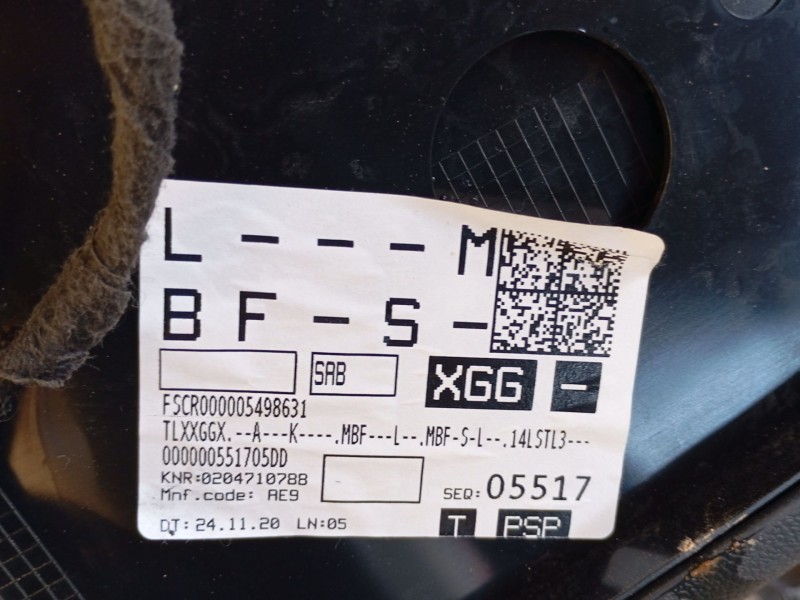 L---M
BF-S-
SAB XGG -
FSCR000005498631
TLXXGGX.--A---K----.MBF---L--.MBF-S-L--.14LSTL3---
000000551705DD
KNR:0204710788
Mnf.code: AE9 SEQ:05517
DT:24.11.20 LN:05 T PSP